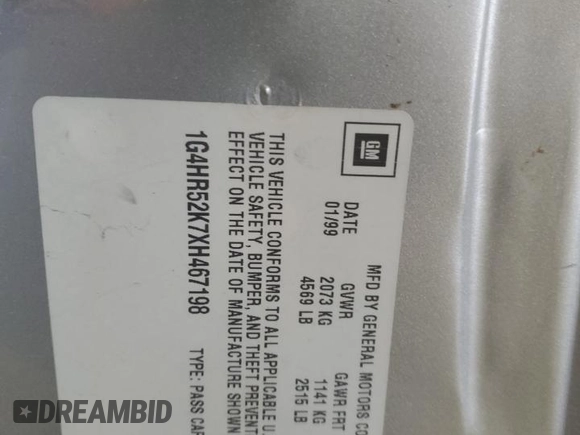 GM
MFD BY GENERAL MOTORS CO
DATE GVWR GAWR FRT
01/99 2073 KG 1141 KG
4569 LB 2515 LB
THIS VEHICLE CONFORMS TO ALL APPLICABLE U.
VEHICLE SAFETY, BUMPER, AND THEFT PREVENT
EFFECT ON THE DATE OF MANUFACTURE SHOWN
1G4HR52K7XH467198 TYPE: PASS CAR
DREAMBID